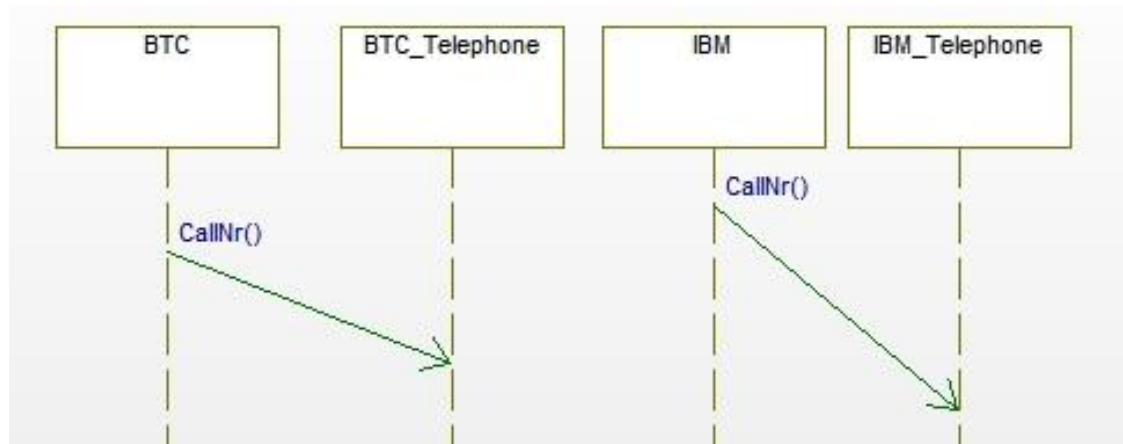 BTC
BTC_Telephone
IBM
IBM_Telephone
CallNr()
CallNr()